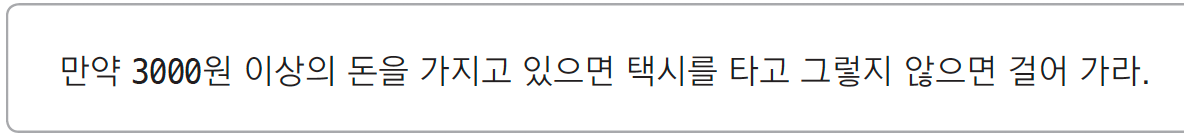 만약 3000원 이상의 돈을 가지고 있으면 택시를 타고 그렇지 않으면 걸어 가라.